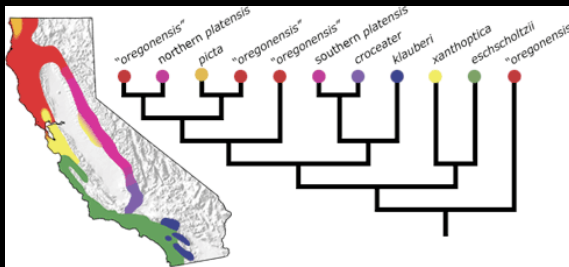 "oregonensis"
northern platensis
picta
"oregonensis"
"oregonensis"
southern platensis
croceater
klauberi
xanthoptica
eschscholtzii
"oregonensis